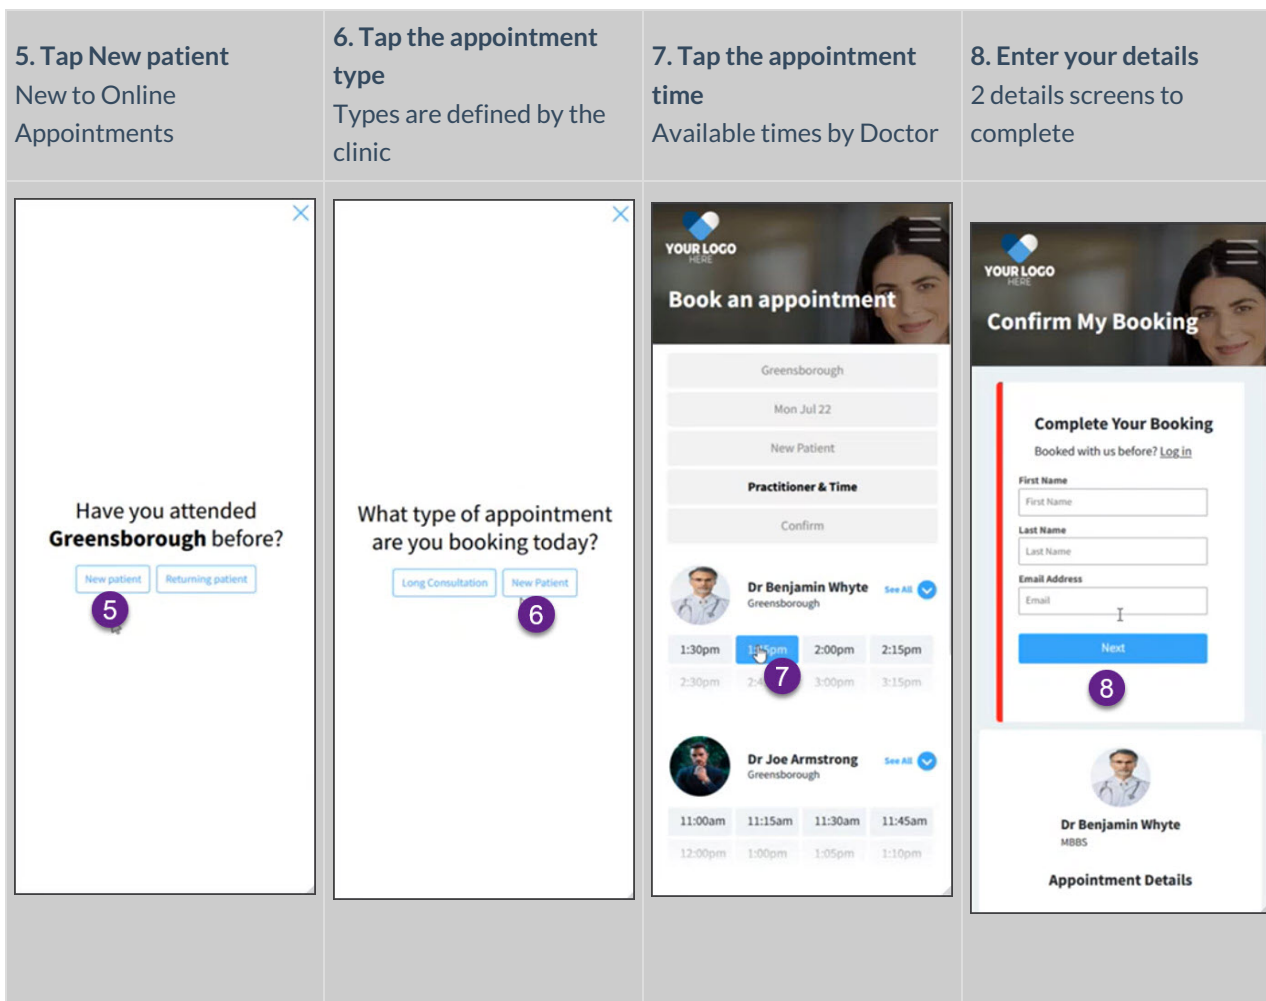 5. Tap New patient
New to Online
Appointments
6. Tap the appointment
type
Types are defined by the
clinic
7. Tap the appointment
time
Available times by Doctor
8. Enter your details
2 details screens to
complete
Have you attended
Greensborough before?
New patient Returning patient
5
What type of appointment
are you booking today?
Long Consultation New Patient
6
YOUR LOGO
HERE
Book an appointment
Greensborough
Mon Jul 22
New Patient
Practitioner & Time
Confirm
Dr Benjamin Whyte See All
Greensborough
1:30pm 2:00pm 2:15pm
7
2:30pm 3:00pm 3:15pm
Dr Joe Armstrong See All
Greensborough
11:00am 11:15am 11:30am 11:45am
12:00pm 1:00pm 1:05pm 1:10pm
YOUR LOGO
HERE
Confirm My Booking
Complete Your Booking
Booked with us before? Log in
First Name
First Name
Last Name
Last Name
Email Address
Email
Next
8
Dr Benjamin Whyte
MBBS
Appointment Details